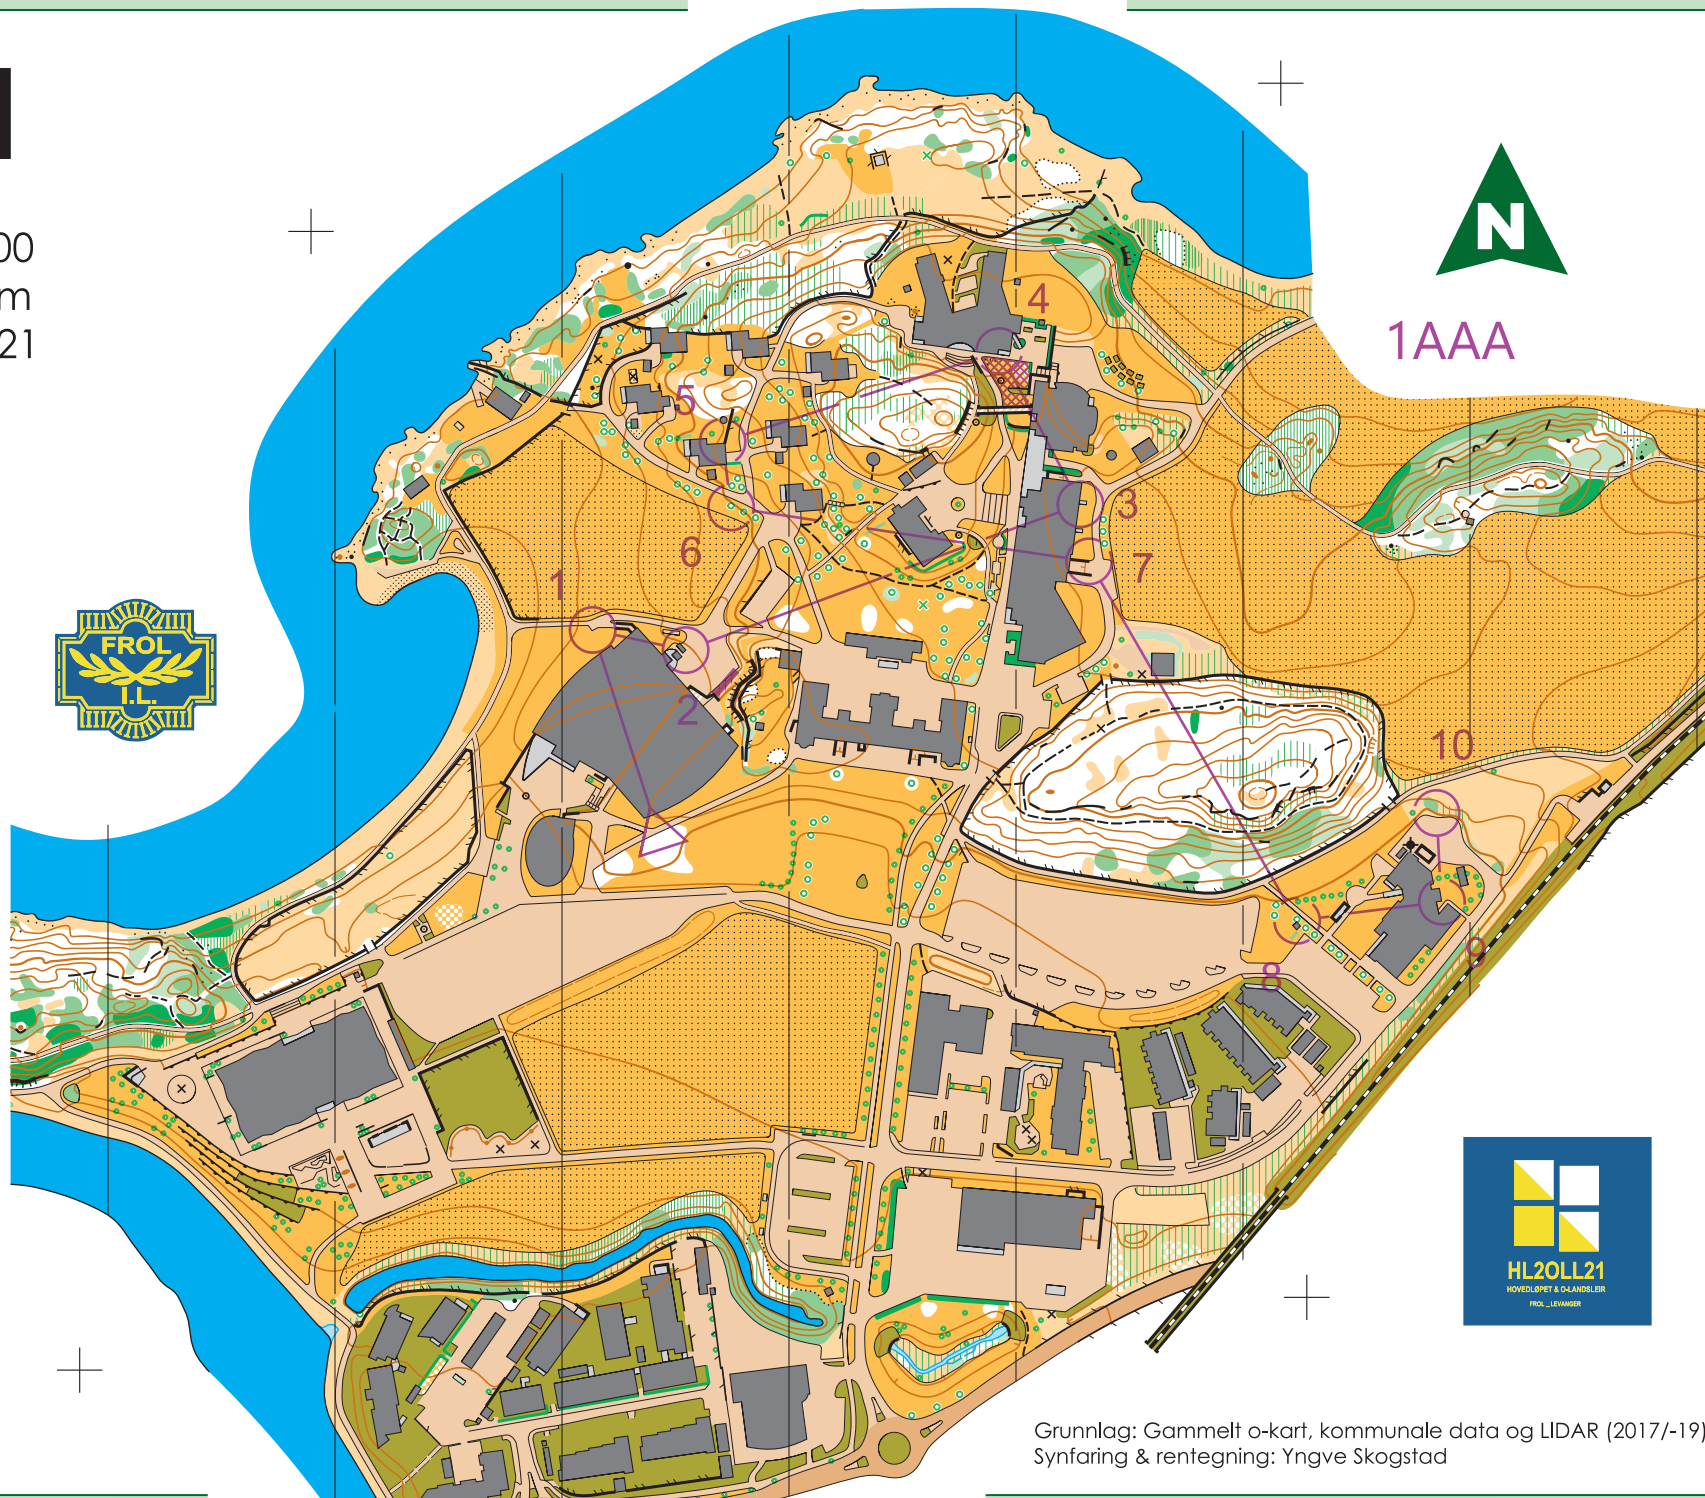 00
m
21
N
1AAA
4
5
3
6
7
1
2
10
9
8
FROL
I.L.
HL2OLL21
HOVEDLØPET & O-LANDSLEIR
FROL _ LEVANGER
Grunnlag: Gammelt o-kart, kommunale data og LIDAR (2017/-19)
Synfaring & rentegning: Yngve Skogstad